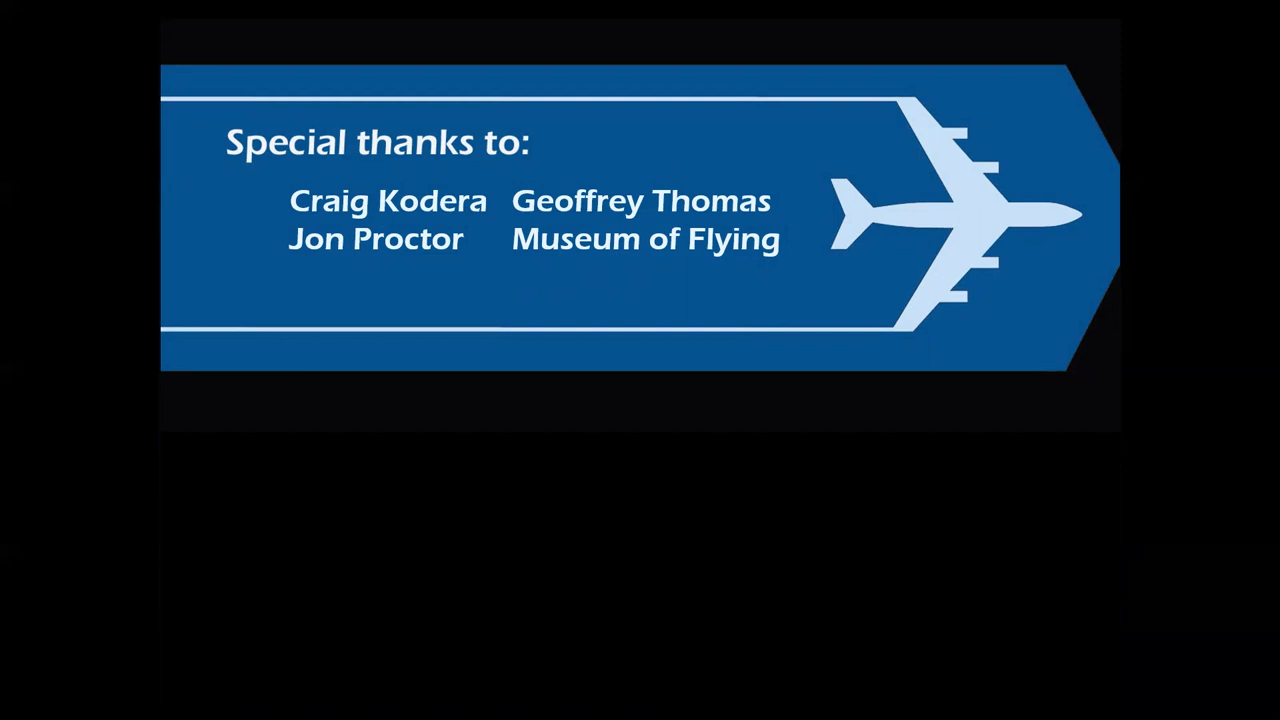 Special thanks to:
Craig Kodera Geoffrey Thomas
Jon Proctor Museum of Flying